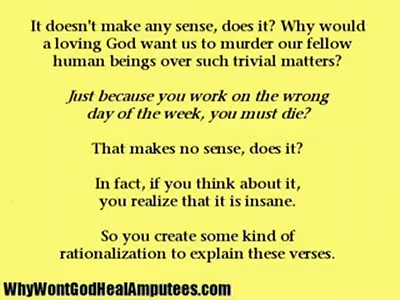 It doesn't make any sense, does it? Why would
a loving God want us to murder our fellow
human beings over such trivial matters?
Just because you work on the wrong
day of the week, you must die?
That makes no sense, does it?
In fact, if you think about it,
you realize that it is insane.
So you create some kind of
rationalization to explain these verses.
WhyWontGodHealAmputees.com